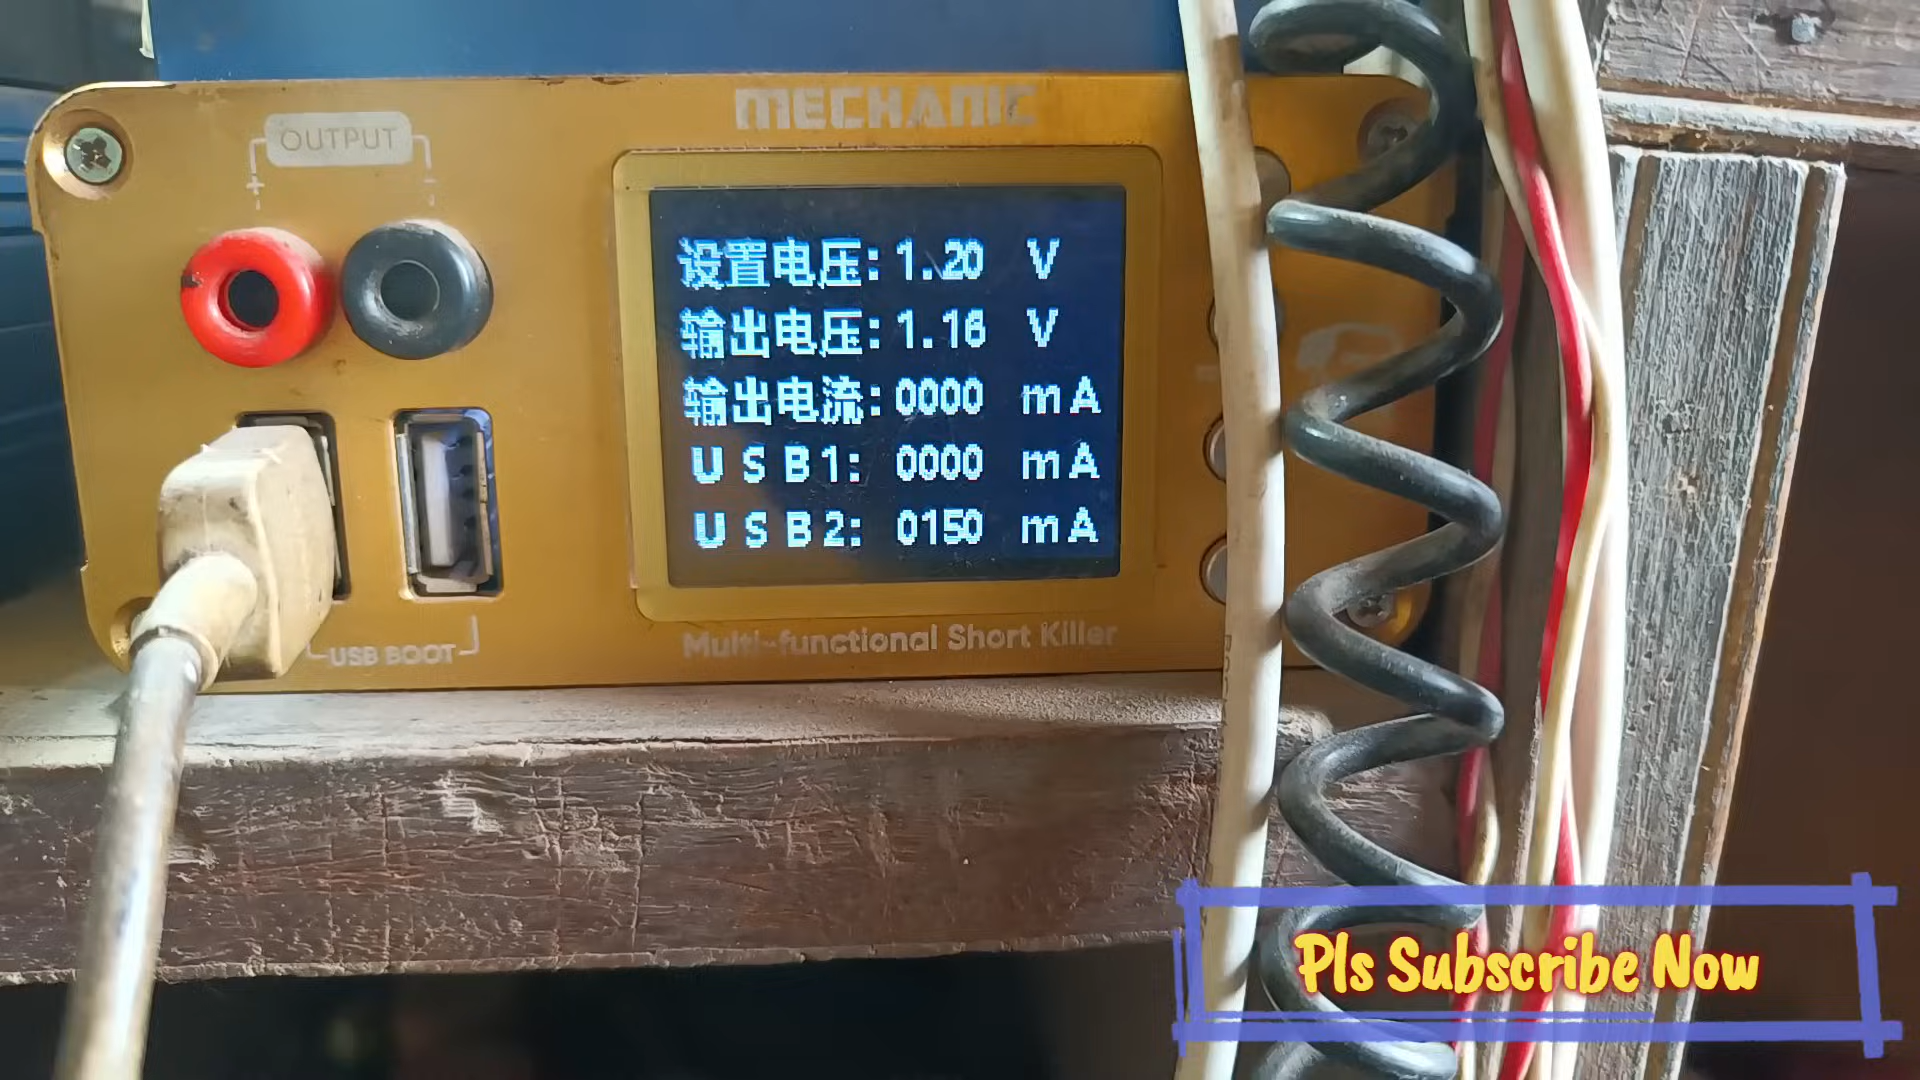 MECHANIC
OUTPUT
+ -
设置电压: 1.20 V
输出电压: 1.16 V
输出电流: 0000 mA
USB1: 0000 mA
USB2: 0150 mA
Multi-functional Short Killer
USB BOOT
Pls Subscribe Now